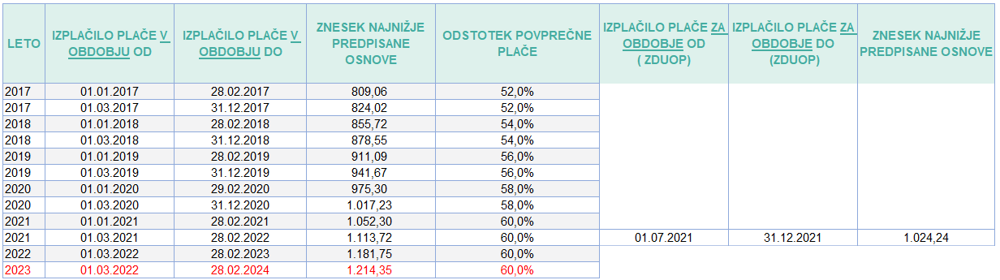 LETO IZPLAČILO PLAČE V OBDOBJU OD IZPLAČILO PLAČE V OBDOBJU DO ZNESEK NAJNIŽJE PREDPISANE OSNOVE ODSTOTEK POVPREČNE PLAČE IZPLAČILO PLAČE ZA OBDOBJE OD ( ZDUOP) IZPLAČILO PLAČE ZA OBDOBJE DO (ZDUOP) ZNESEK NAJNIŽJE PREDPISANE OSNOVE
2017 01.01.2017 28.02.2017 809,06 52,0%
2017 01.03.2017 31.12.2017 824,02 52,0%
2018 01.01.2018 28.02.2018 855,72 54,0%
2018 01.03.2018 31.12.2018 878,55 54,0%
2019 01.01.2019 28.02.2019 911,09 56,0%
2019 01.03.2019 31.12.2019 941,67 56,0%
2020 01.01.2020 29.02.2020 975,30 58,0%
2020 01.03.2020 31.12.2020 1.017,23 58,0%
2021 01.01.2021 28.02.2021 1.052,30 60,0%
2021 01.03.2021 28.02.2022 1.113,72 60,0% 01.07.2021 31.12.2021 1.024,24
2022 01.03.2022 28.02.2023 1.181,75 60,0%
2023 01.03.2022 28.02.2024 1.214,35 60,0%